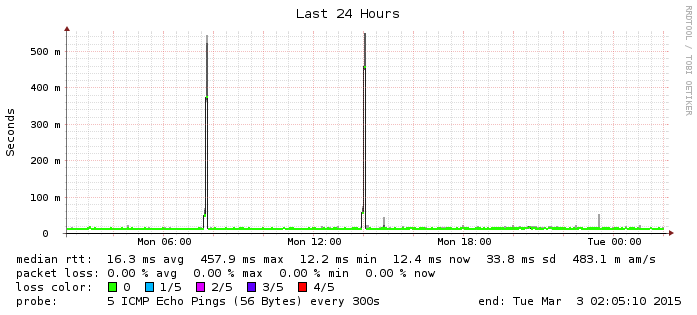 Last 24 Hours
RRDTOOL / TOBI OETIKER
Seconds
500 m
400 m
300 m
200 m
100 m
0
Mon 06:00 Mon 12:00 Mon 18:00 Tue 00:00
median rtt: 16.3 ms avg 457.9 ms max 12.2 ms min 12.4 ms now 33.8 ms sd 483.1 m am/s
packet loss: 0.00 % avg 0.00 % max 0.00 % min 0.00 % now
loss color: 0 1/5 2/5 3/5 4/5
probe: 5 ICMP Echo Pings (56 Bytes) every 300s end: Tue Mar 3 02:05:10 2015